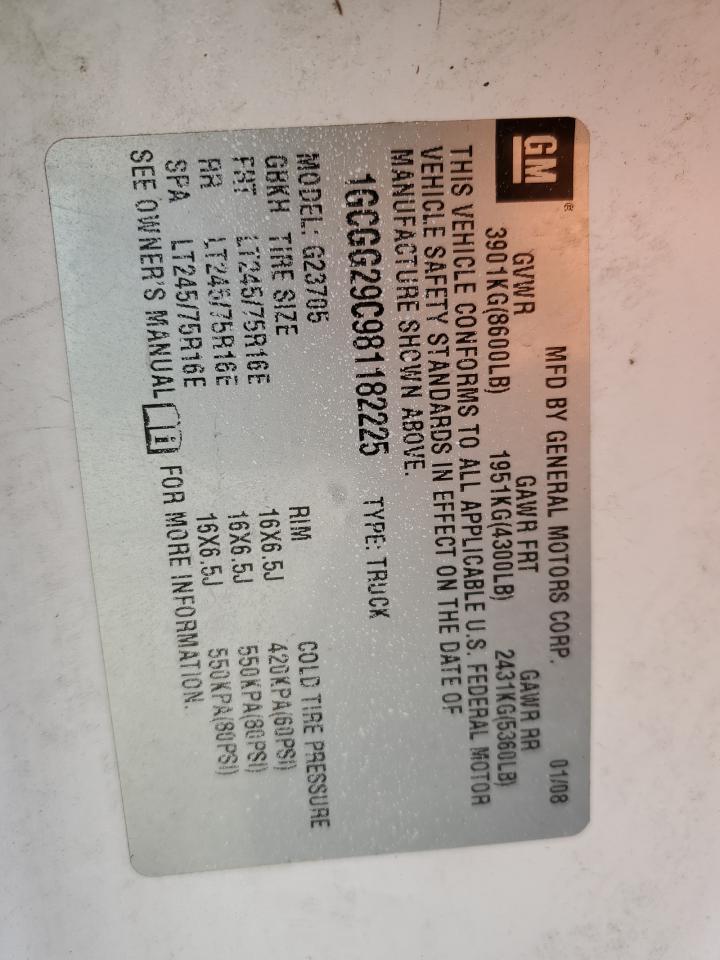 GM®
MFD BY GENERAL MOTORS CORP. 01/08
GVWR GAWR FRT GAWR RR
3901KG(8600LB) 1951KG(4300LB) 2431KG(5360LB)
THIS VEHICLE CONFORMS TO ALL APPLICABLE U.S. FEDERAL MOTOR
VEHICLE SAFETY STANDARDS IN EFFECT ON THE DATE OF
MANUFACTURE SHOWN ABOVE.
1GCGG29C981182225 TYPE: TRUCK
MODEL: G23705
GBKH TIRE SIZE RIM COLD TIRE PRESSURE
FRT LT245/75R16E 16X6.5J 420KPA(60PSI)
RR LT245/75R16E 16X6.5J 550KPA(80PSI)
SPA LT245/75R16E 16X6.5J 550KPA(80PSI)
SEE OWNER'S MANUAL FOR MORE INFORMATION.